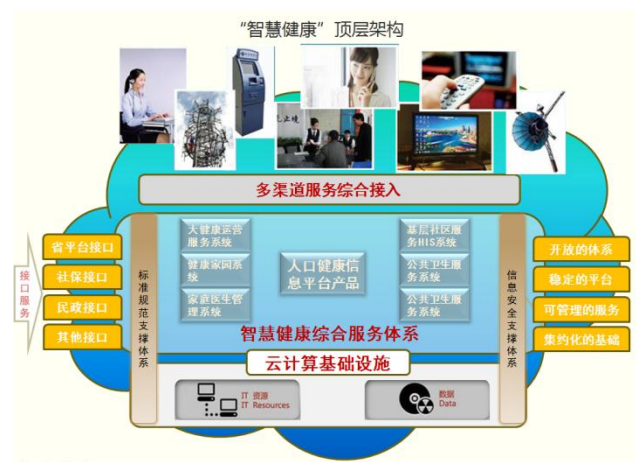 “智慧健康”顶层架构
止境
多渠道服务综合接入
省平台接口
社保接口
民政接口
其他接口
接口服务
标准规范支撑体系
大健康运营
服务系统
健康家园系
统
家庭医生管
理系统
人口健康信
息平台产品
基层社区服
务HIS系统
公共卫生服
务系统
公共卫生服
务系统
智慧健康综合服务体系
信息安全支撑体系
开放的体系
稳定的平台
可管理的服务
集约化的基础
云计算基础设施
IT 资源
IT Resources
数据
Data